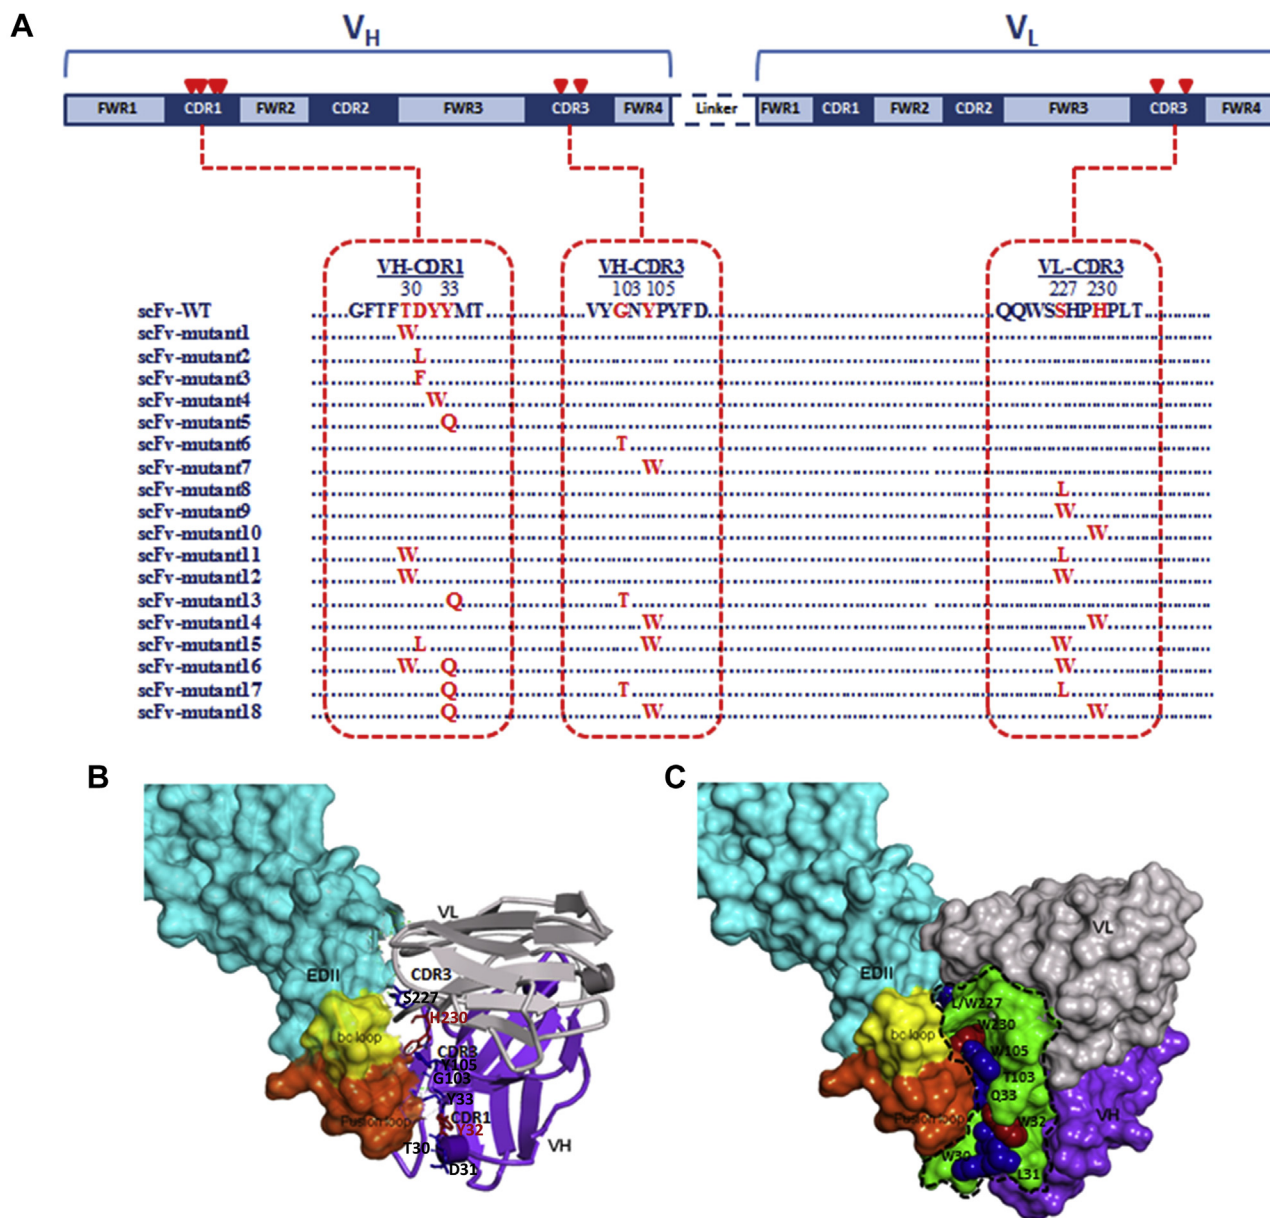 A
VH VL
FWR1 CDR1 FWR2 CDR2 FWR3 CDR3 FWR4 Linker FWR1 CDR1 FWR2 CDR2 FWR3 CDR3 FWR4
VH-CDR1 VH-CDR3 VL-CDR3
30 33 103 105 227 230
scFv-WT ...GFTFTDYYMT...VYGNYPYFD...QQWSSHPHPLT...
scFv-mutant1 W
scFv-mutant2 L
scFv-mutant3 F
scFv-mutant4 W
scFv-mutant5 Q
scFv-mutant6 T
scFv-mutant7 W
scFv-mutant8 L
scFv-mutant9 W
scFv-mutant10 W
scFv-mutant11 W L
scFv-mutant12 W W
scFv-mutant13 Q T
scFv-mutant14 W W
scFv-mutant15 L W W
scFv-mutant16 W Q W
scFv-mutant17 Q T L
scFv-mutant18 Q W W
B
VL
EDII
CDR3
S227
H230
bc loop
CDR3
Y105
G103
Y33
Fusion loop
CDR1
Y32
T30
VH
D31
C
VL
EDII
L/W227
W230
bc loop
W105
T103
Q33
Fusion loop
W32
VH
W30
L31